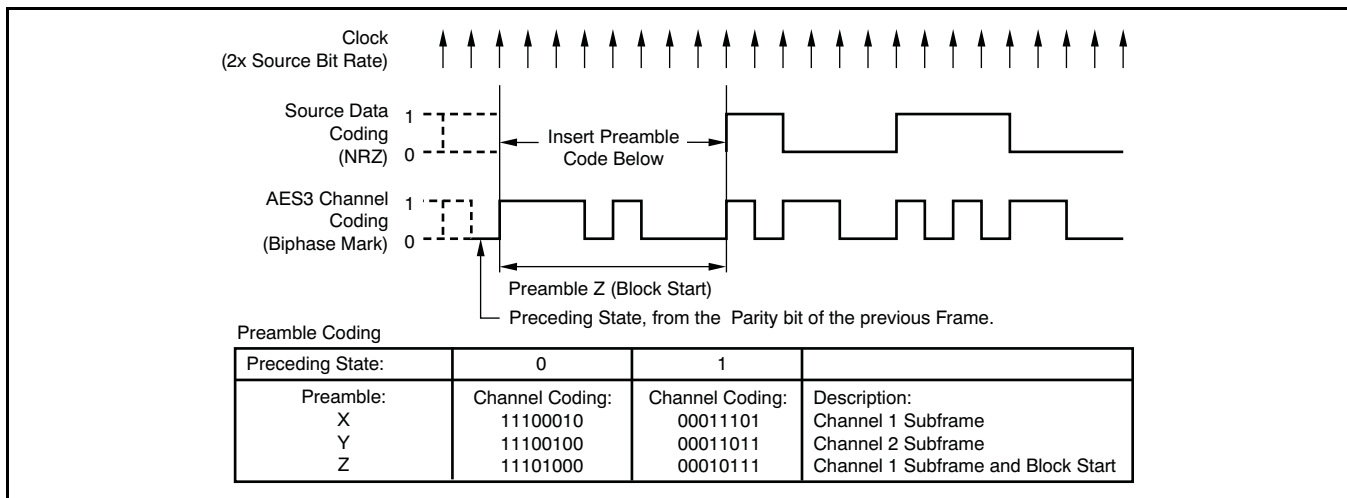 Clock
(2x Source Bit Rate)
Source Data
Coding
(NRZ)
1
0
Insert Preamble
Code Below
AES3 Channel
Coding
(Biphase Mark)
1
0
Preamble Z (Block Start)
Preceding State, from the Parity bit of the previous Frame.
Preamble Coding
Preceding State: 0 1
Preamble: Channel Coding: Channel Coding: Description:
X 11100010 00011101 Channel 1 Subframe
Y 11100100 00011011 Channel 2 Subframe
Z 11101000 00010111 Channel 1 Subframe and Block Start